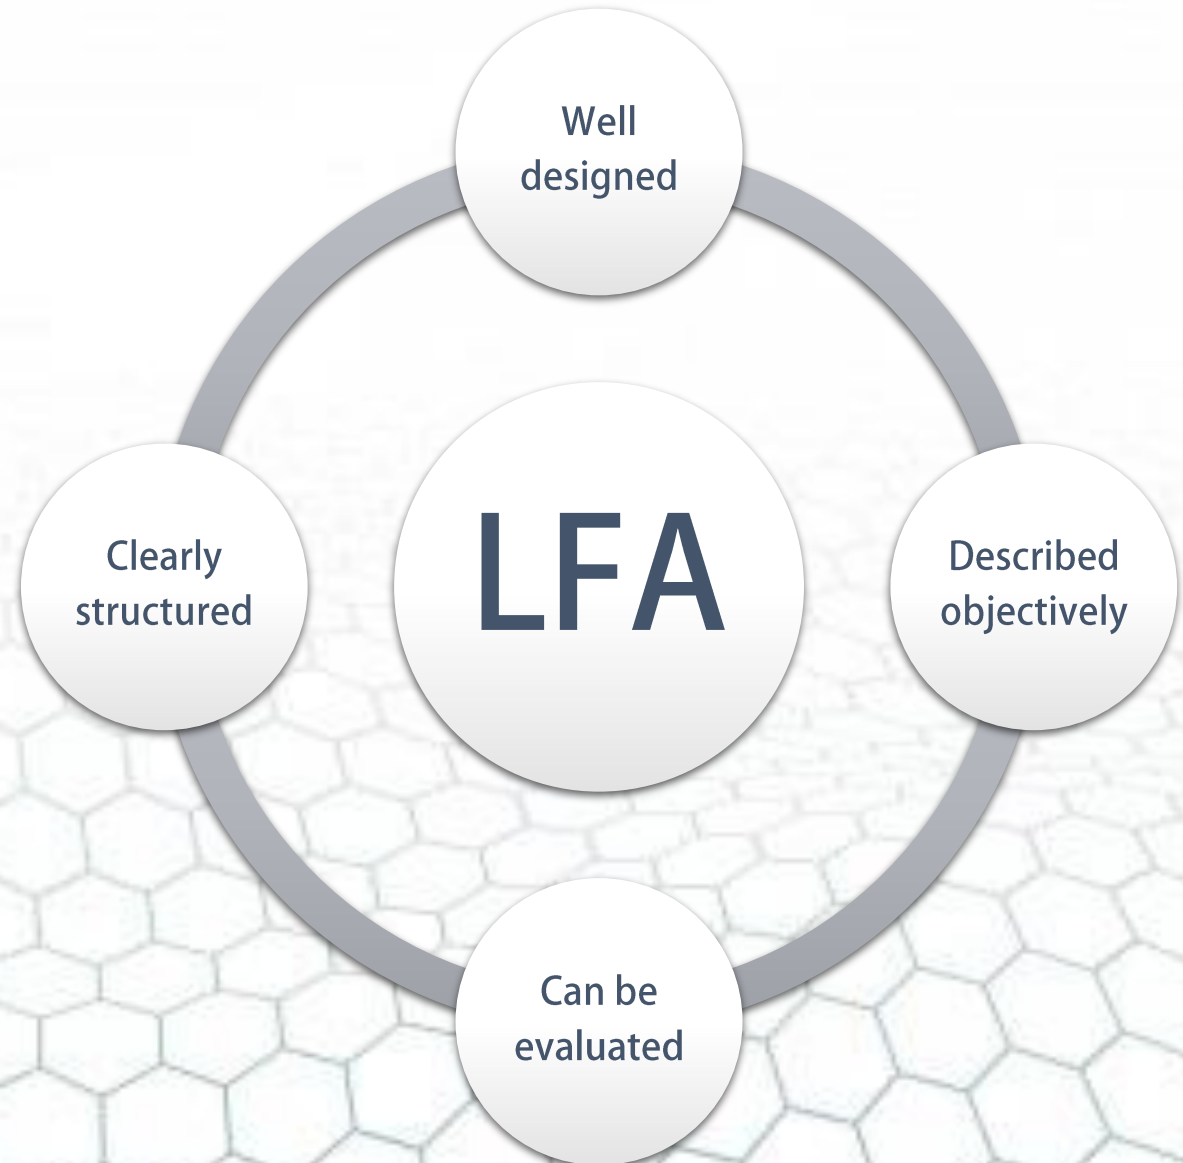 Well
designed
Clearly
structured
LFA
Described
objectively
Can be
evaluated